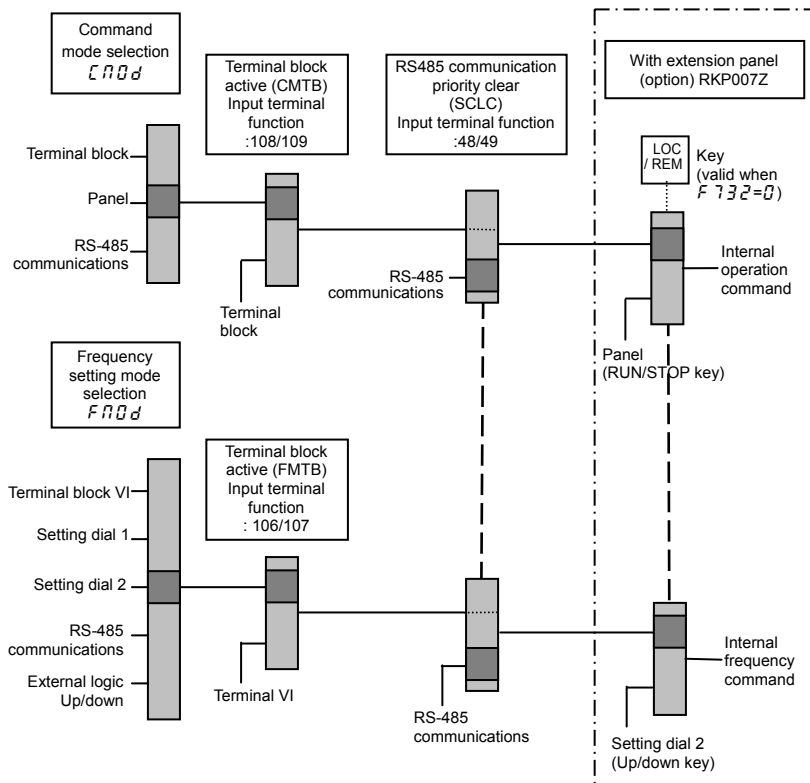 Command
mode selection
CMOd
Terminal block
active (CMTB)
Input terminal
function
:108/109
RS485 communication
priority clear
(SCLC)
Input terminal function
:48/49
With extension panel
(option) RKP007Z
LOC
/ REM
Key
(valid when
F732=0)
Terminal block
Panel
RS-485
communications
Terminal
block
RS-485
communications
Internal
operation
command
Panel
(RUN/STOP key)
Frequency
setting mode
selection
FMOd
Terminal block
active (FMTB)
Input terminal
function
: 106/107
Terminal block VI
Setting dial 1
Setting dial 2
RS-485
communications
External logic
Up/down
Terminal VI
RS-485
communications
Internal
frequency
command
Setting dial 2
(Up/down key)